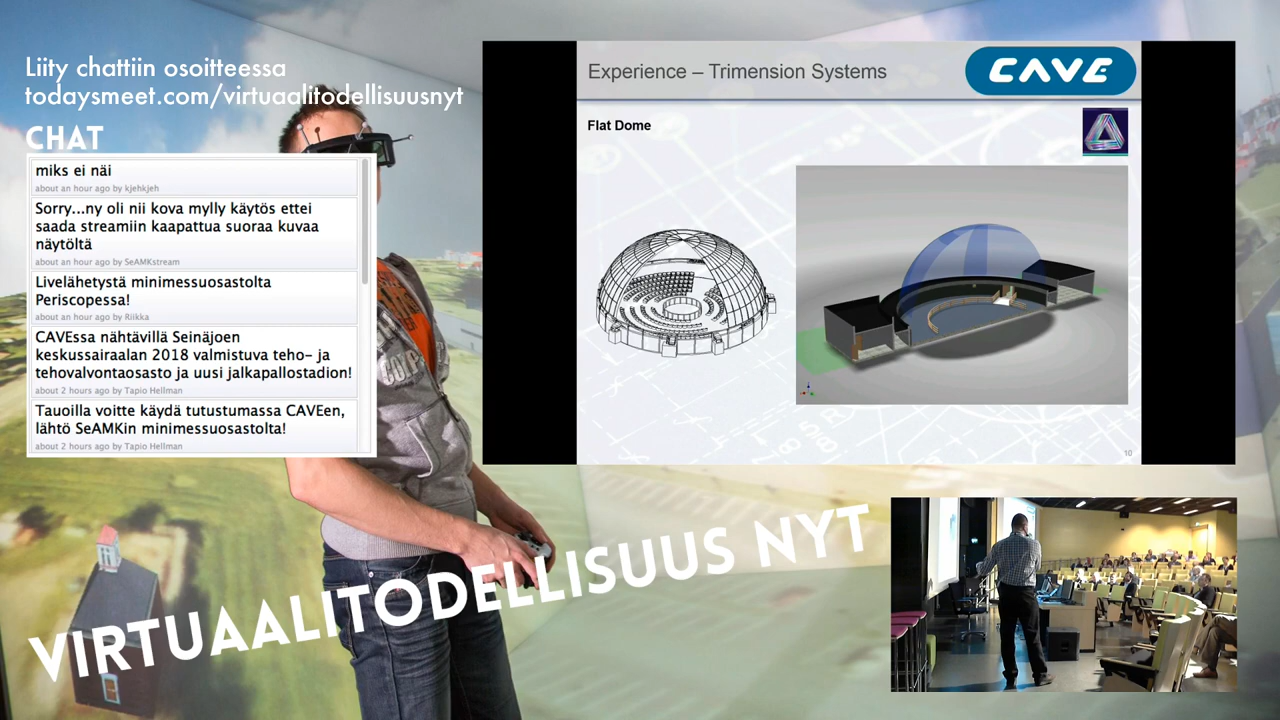 Liity chattiin osoitteessa
todaysmeet.com/virtuaalitodellisuusnyt
CHAT
miks ei näi
about an hour ago by kjehkjeh
Sorry...ny oli nii kova mylly käytös ettei
saada streamiin kaapattua suoraa kuvaa
näytöltä
about an hour ago by SeAMKstream
Livelähetystä minimessuosastolta
Periscopessa!
about an hour ago by Riikka
CAVEssa nähtävillä Seinäjoen
keskussairaalan 2018 valmistuva teho- ja
tehovalvontaosasto ja uusi jalkapallostadion!
about 2 hours ago by Tapio Hellman
Tauoilla voitte käydä tutustumassa CAVEen,
lähtö SeAMKin minimessuosastolta!
about 2 hours ago by Tapio Hellman
Experience – Trimension Systems
CAVE
Flat Dome
10
VIRTUAALITODELLISUUS NYT